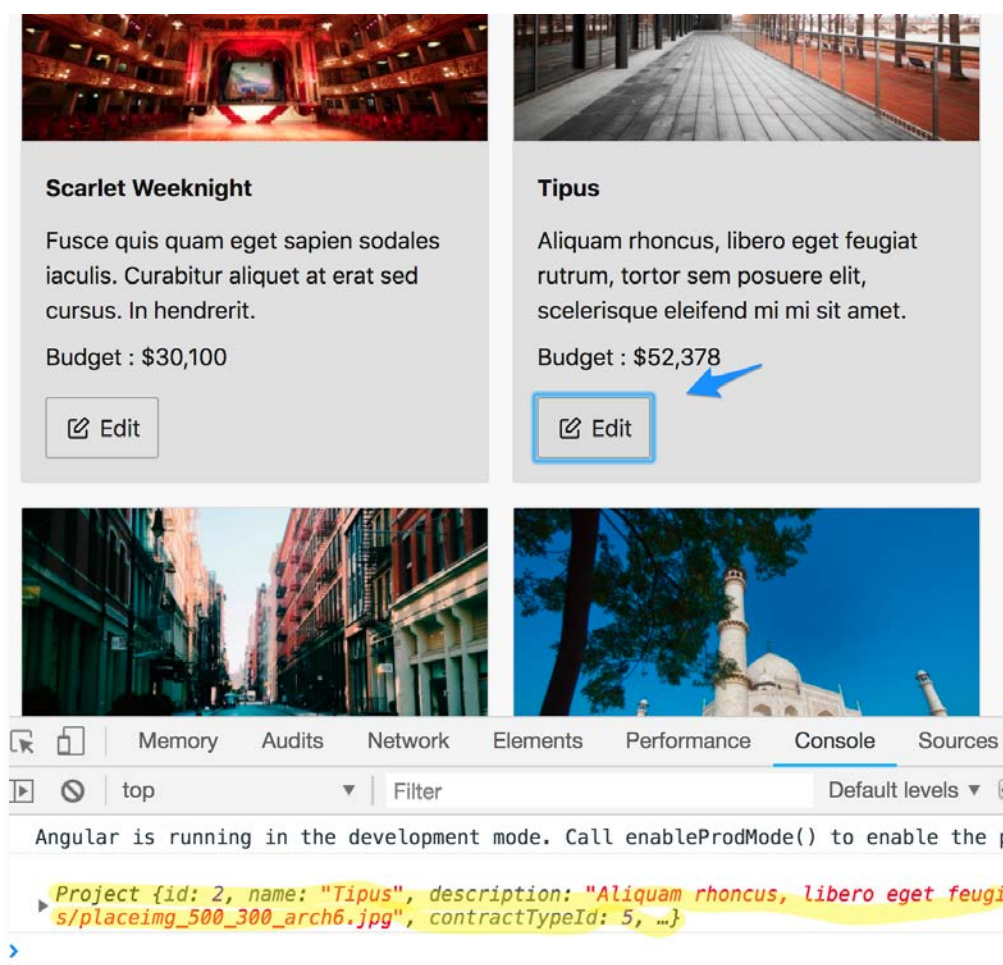 Scarlet Weeknight
Fusce quis quam eget sapien sodales
iaculis. Curabitur aliquet at erat sed
cursus. In hendrerit.
Budget : $30,100
Edit
Tipus
Aliquam rhoncus, libero eget feugiat
rutrum, tortor sem posuere elit,
scelerisque eleifend mi mi sit amet.
Budget : $52,378
Edit
Memory Audits Network Elements Performance Console Sources
top Filter Default levels
Angular is running in the development mode. Call enableProdMode() to enable the p
Project {id: 2, name: "Tipus", description: "Aliquam rhoncus, libero eget feugi
s/placeimg_500_300_arch6.jpg", contractTypeId: 5, …}